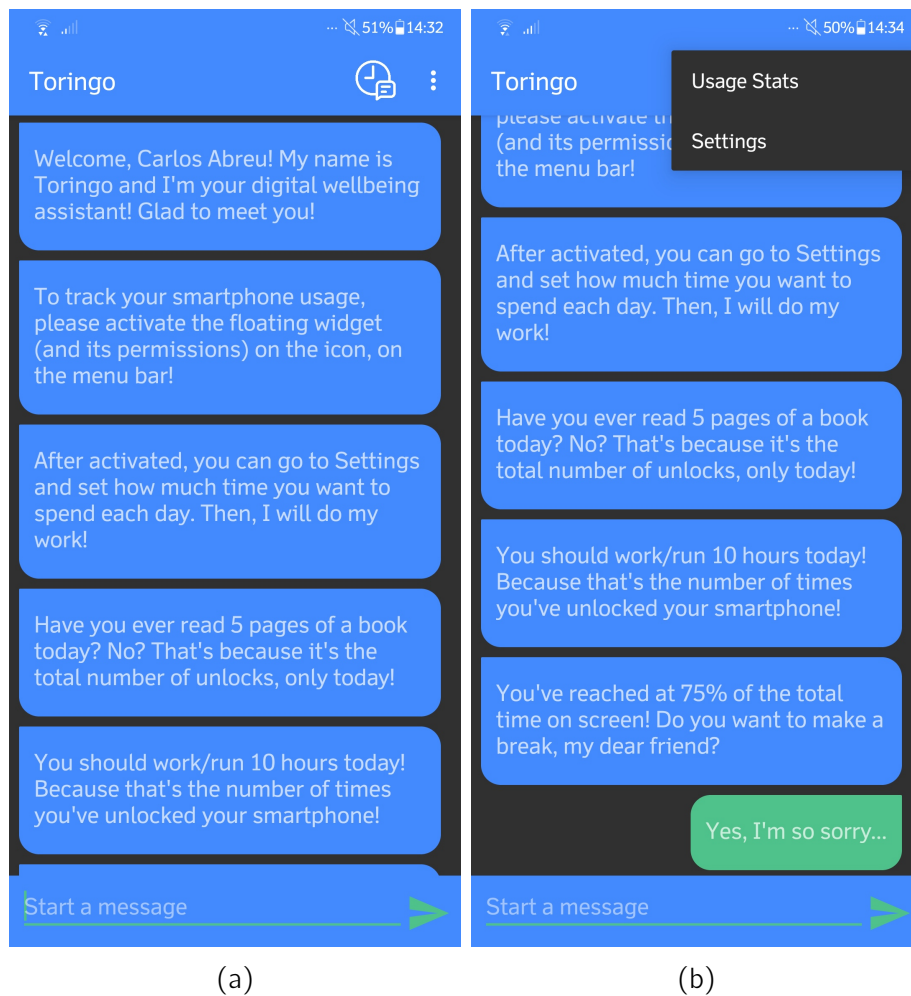 ... 51% 14:32
Toringo
Welcome, Carlos Abreu! My name is
Toringo and I'm your digital wellbeing
assistant! Glad to meet you!
To track your smartphone usage,
please activate the floating widget
(and its permissions) on the icon, on
the menu bar!
After activated, you can go to Settings
and set how much time you want to
spend each day. Then, I will do my
work!
Have you ever read 5 pages of a book
today? No? That's because it's the
total number of unlocks, only today!
You should work/run 10 hours today!
Because that's the number of times
you've unlocked your smartphone!
Start a message
(a)
... 50% 14:34
Toringo
Usage Stats
Settings
please activate
(and its
the menu bar!
After activated, you can go to Settings
and set how much time you want to
spend each day. Then, I will do my
work!
Have you ever read 5 pages of a book
today? No? That's because it's the
total number of unlocks, only today!
You should work/run 10 hours today!
Because that's the number of times
you've unlocked your smartphone!
You've reached at 75% of the total
time on screen! Do you want to make a
break, my dear friend?
Yes, I'm so sorry...
Start a message
(b)